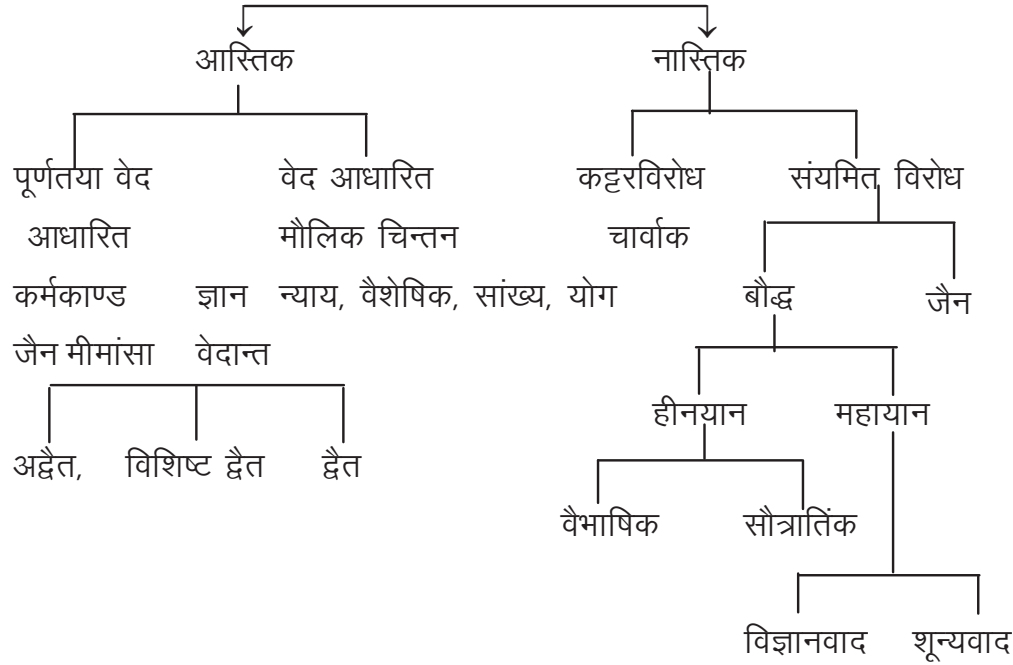 आस्तिक नास्तिक
पूर्णतया वेद वेद आधारित कट्टरविरोध संयमित विरोध
आधारित मौलिक चिन्तन चार्वाक
कर्मकाण्ड ज्ञान न्याय, वैशेषिक, सांख्य, योग बौद्ध जैन
जैन मीमांसा वेदान्त
हीनयान महायान
अद्वैत, विशिष्ट द्वैत द्वैत
वैभाषिक सौत्रातिंक
विज्ञानवाद शून्यवाद